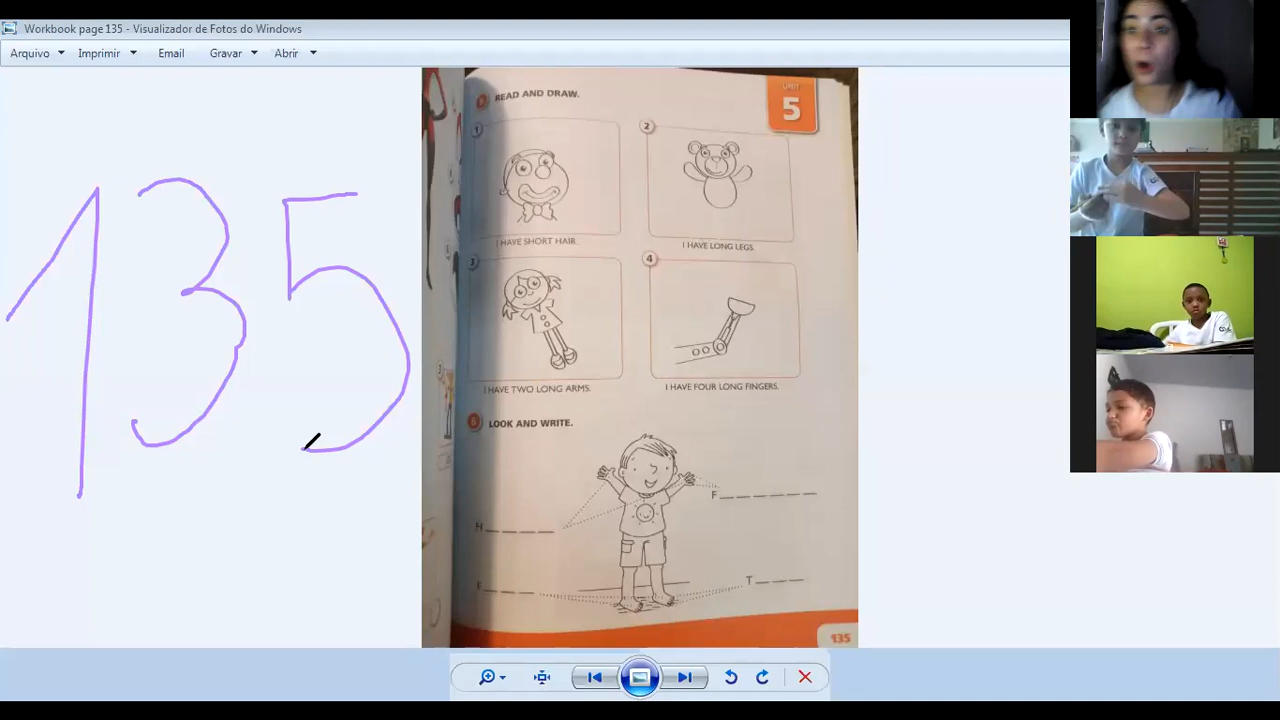 Workbook page 135 - Visualizador de Fotos do Windows
Arquivo Imprimir Email Gravar Abrir
135
READ AND DRAW.
UNIT
5
1
2
I HAVE SHORT HAIR.
I HAVE LONG LEGS.
3
4
I HAVE TWO LONG ARMS.
I HAVE FOUR LONG FINGERS.
LOOK AND WRITE.
F _ _ _ _ _ _
H _ _ _ _
F _ _ _
T _ _ _
135